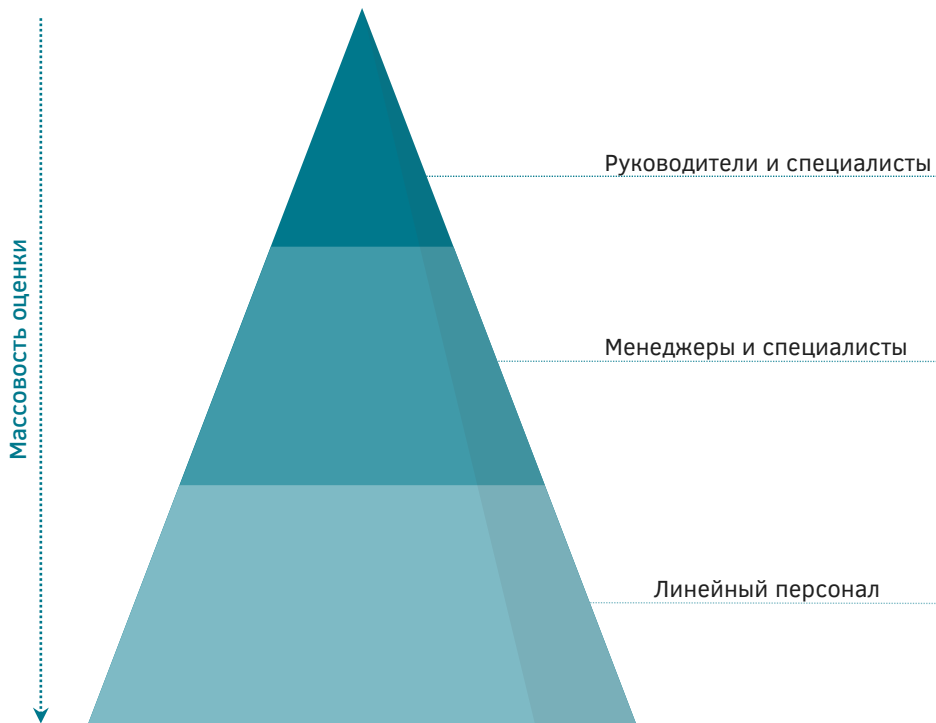 Массовость оценки
Руководители и специалисты
Менеджеры и специалисты
Линейный персонал